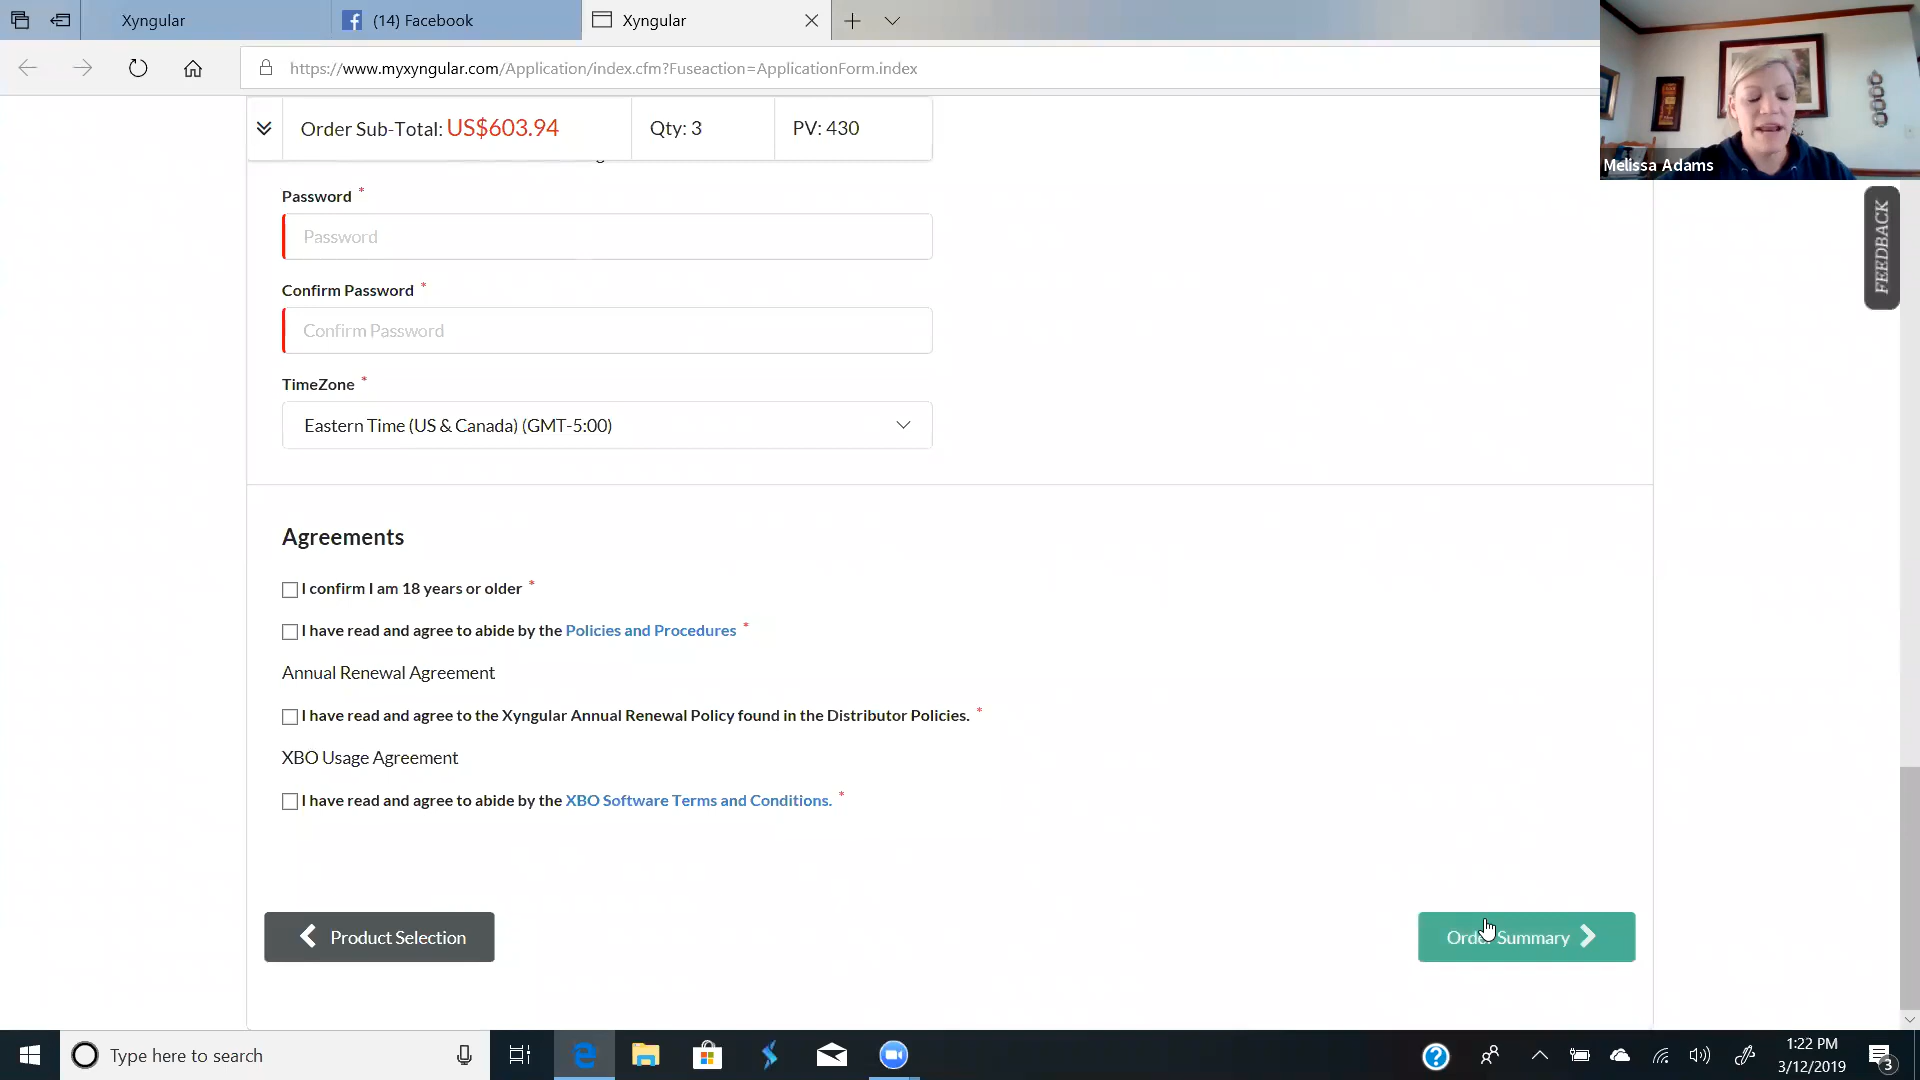 Xyngular
(14) Facebook
Xyngular
https://www.myxyngular.com/Application/index.cfm?Fuseaction=ApplicationForm.index
Melissa Adams
FEEDBACK
Order Sub-Total: US$603.94
Qty: 3
PV: 430
Password *
Password
Confirm Password *
Confirm Password
TimeZone *
Eastern Time (US & Canada) (GMT-5:00)
Agreements
I confirm I am 18 years or older *
I have read and agree to abide by the Policies and Procedures *
Annual Renewal Agreement
I have read and agree to the Xyngular Annual Renewal Policy found in the Distributor Policies. *
XBO Usage Agreement
I have read and agree to abide by the XBO Software Terms and Conditions. *
Product Selection
Order Summary
Type here to search
1:22 PM
3/12/2019
3